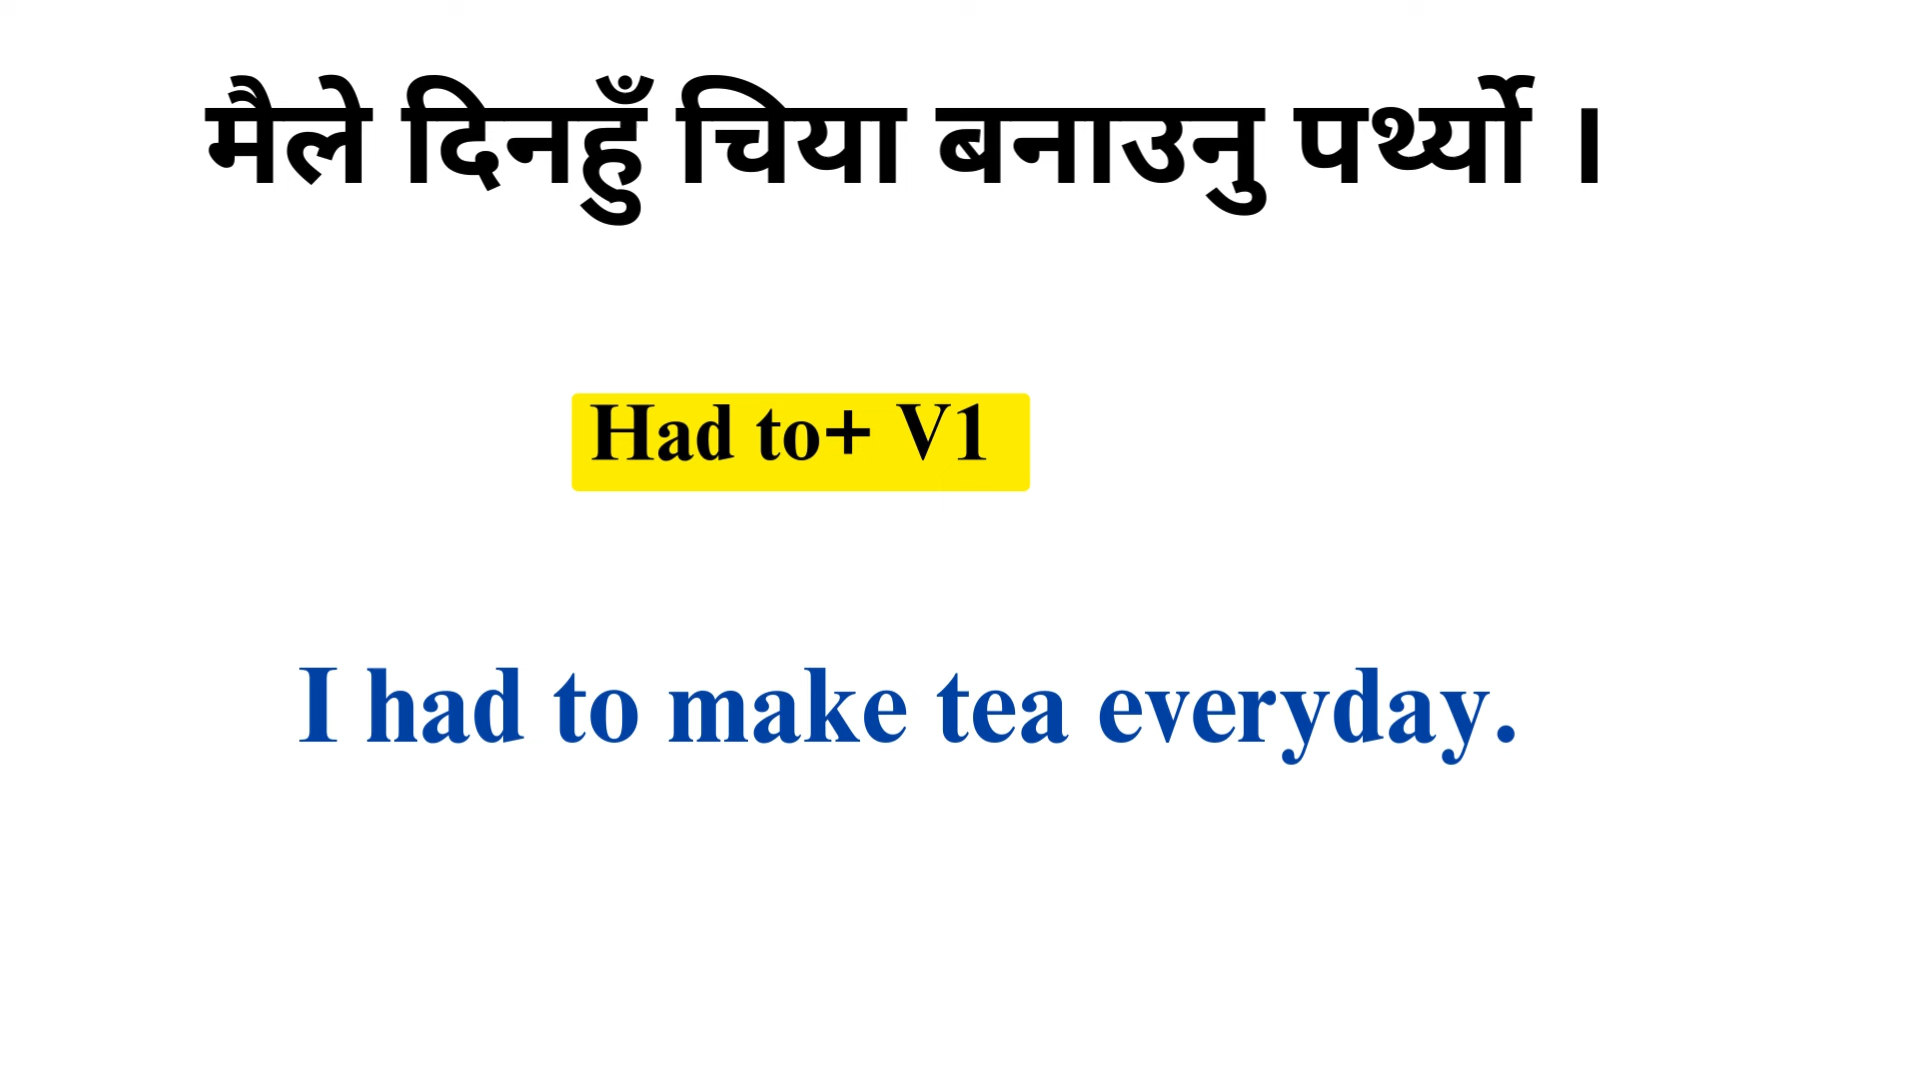 मैले दिनहुँ चिया बनाउनु पर्थ्यो ।
Had to+ V1
I had to make tea everyday.